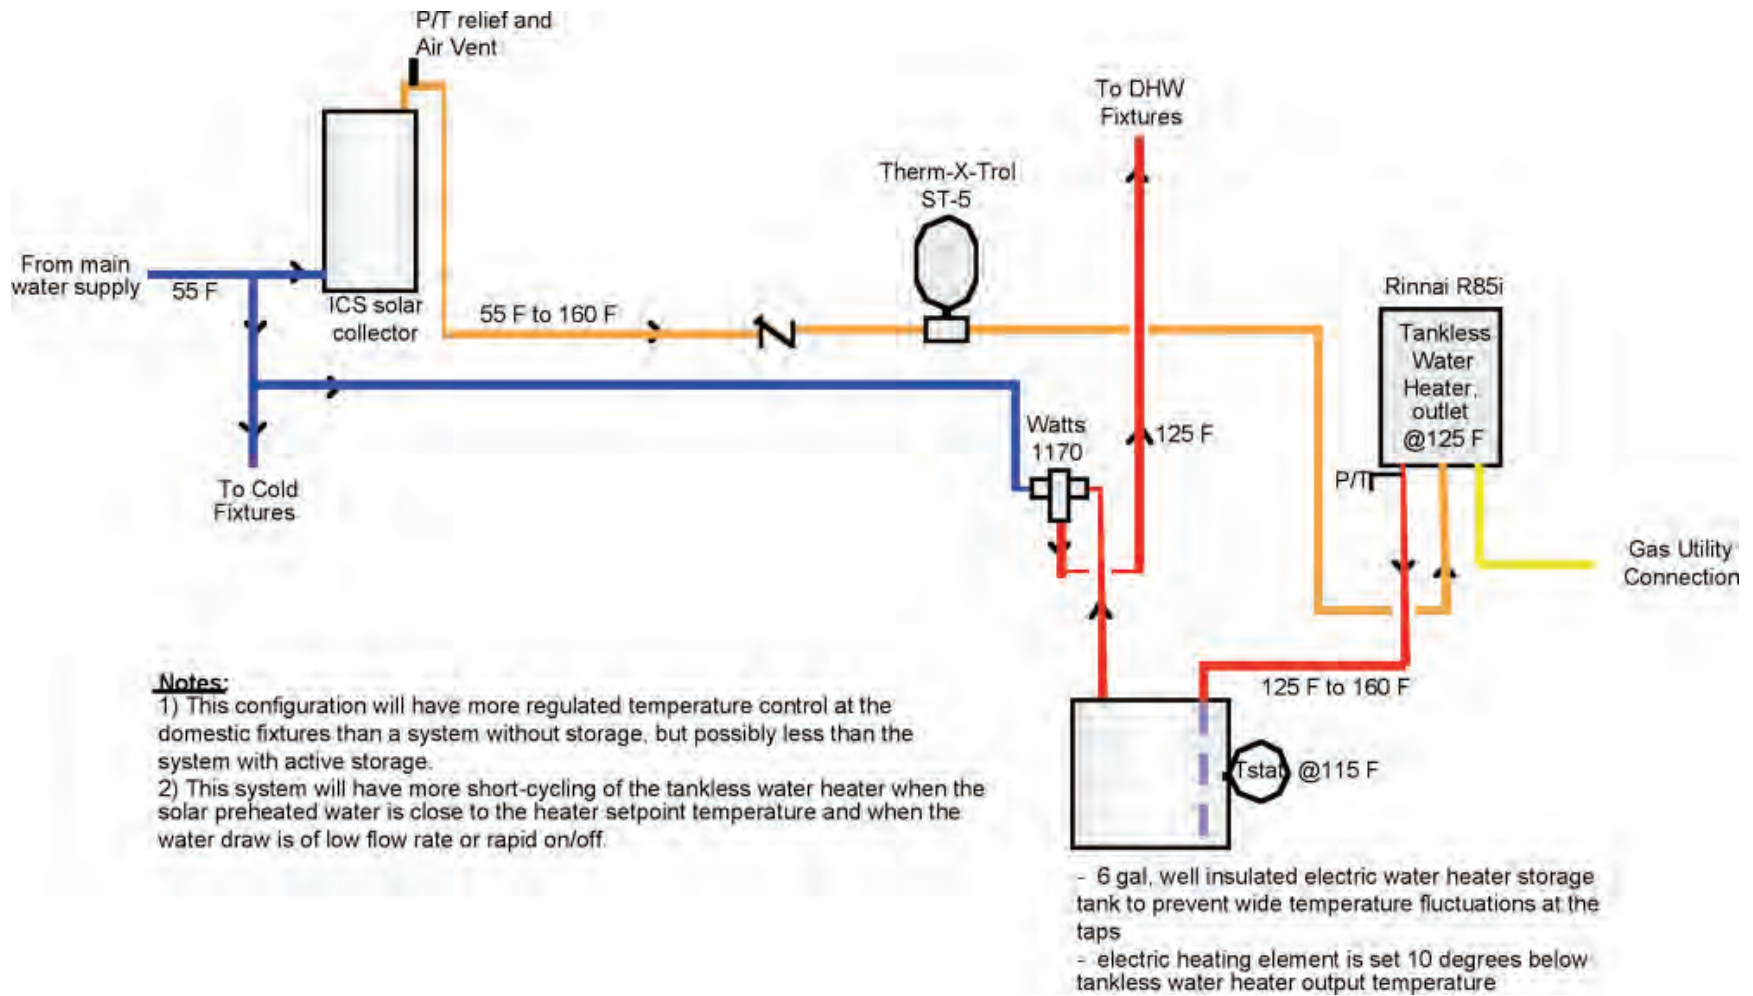 P/T relief and
Air Vent
To DHW
Fixtures
Therm-X-Trol
ST-5
From main
water supply
55 F
ICS solar
collector
55 F to 160 F
Rinnai R85i
Tankless
Water
Heater,
outlet
@125 F
Watts
1170
125 F
P/T
To Cold
Fixtures
Gas Utility
Connection
125 F to 160 F
Tstat
@115 F
Notes:
1) This configuration will have more regulated temperature control at the
domestic fixtures than a system without storage, but possibly less than the
system with active storage.
2) This system will have more short-cycling of the tankless water heater when the
solar preheated water is close to the heater setpoint temperature and when the
water draw is of low flow rate or rapid on/off.
- 6 gal, well insulated electric water heater storage
tank to prevent wide temperature fluctuations at the
taps
- electric heating element is set 10 degrees below
tankless water heater output temperature